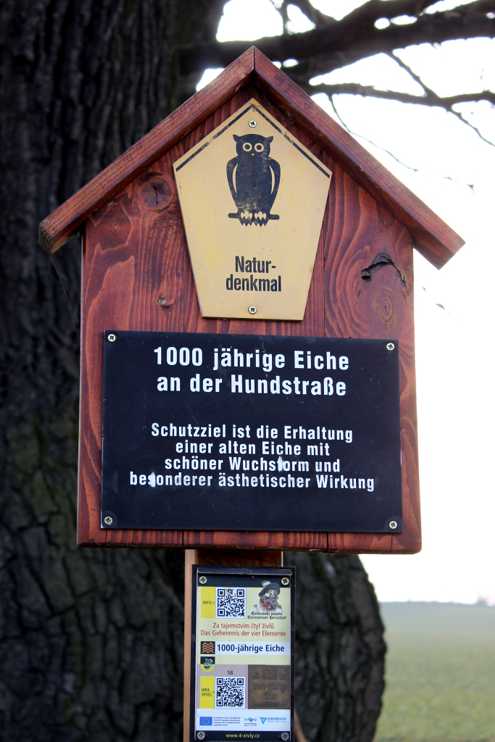 Natur-
denkmal
1000 jährige Eiche
an der Hundstraße
Schutzziel ist die Erhaltung
einer alten Eiche mit
schöner Wuchsform und
besonderer ästhetischer Wirkung
Za tajemstvím čtyř živlů
Das Geheimnis der vier Elemente
1000-jährige Eiche
www.4-zivly.cz